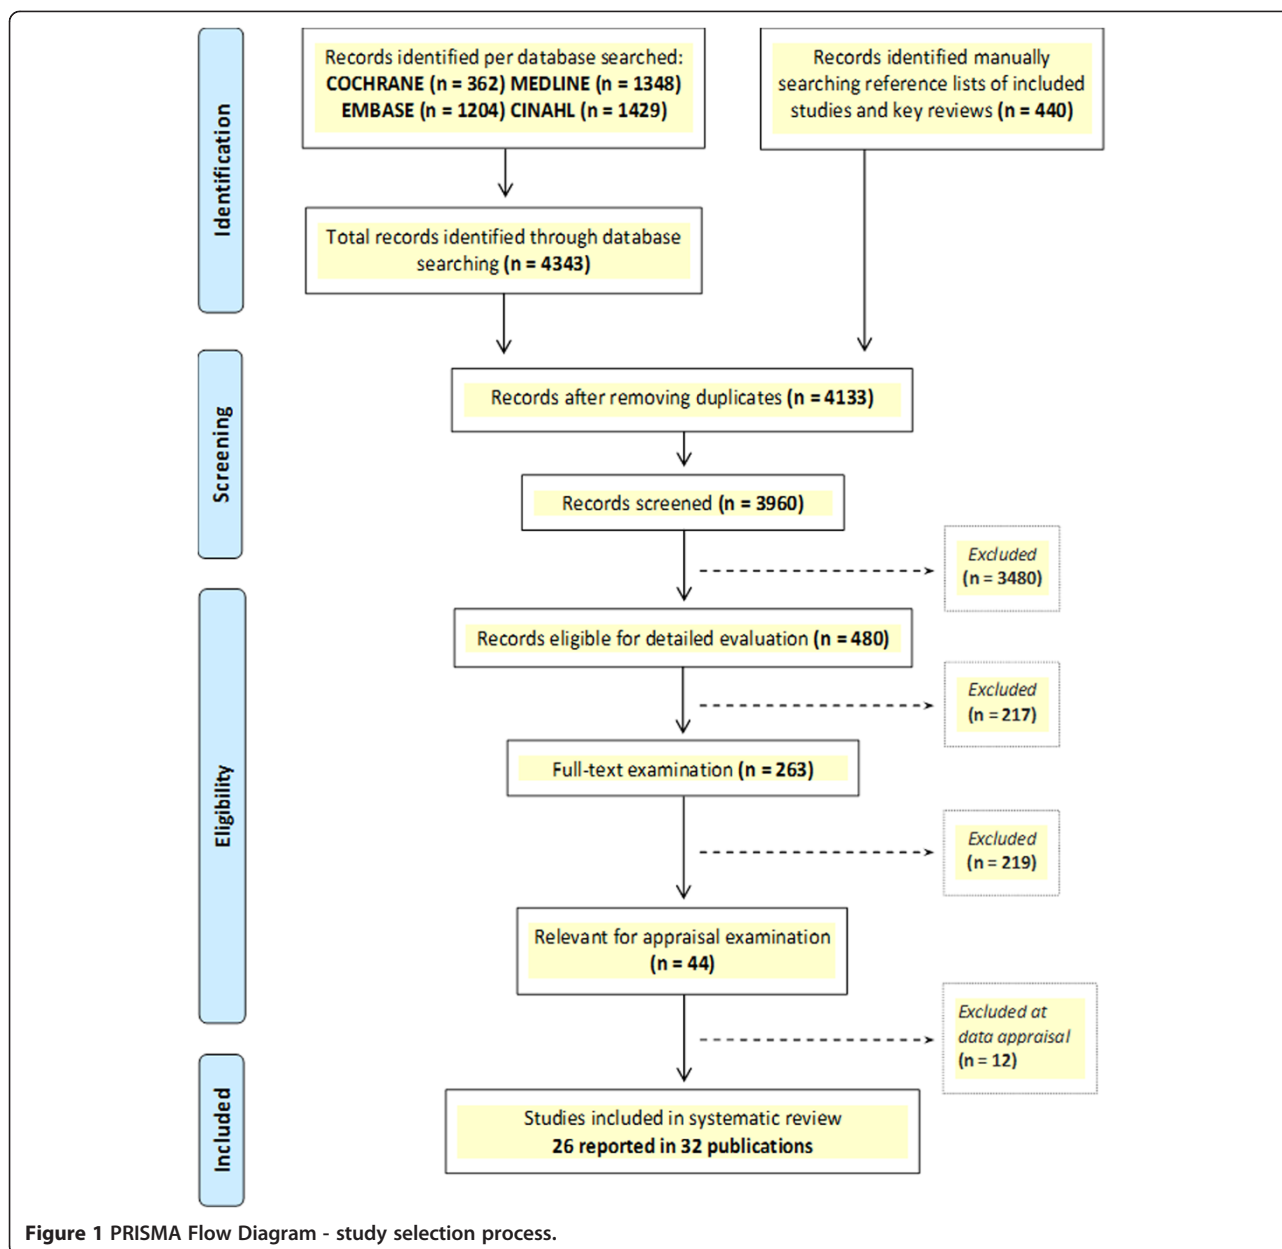 Identification
Records identified per database searched:
COCHRANE (n = 362) MEDLINE (n = 1348)
EMBASE (n = 1204) CINAHL (n = 1429)
Records identified manually
searching reference lists of included
studies and key reviews (n = 440)
Total records identified through database
searching (n = 4343)
Screening
Records after removing duplicates (n = 4133)
Records screened (n = 3960)
Excluded
(n = 3480)
Eligibility
Records eligible for detailed evaluation (n = 480)
Excluded
(n = 217)
Full-text examination (n = 263)
Excluded
(n = 219)
Relevant for appraisal examination
(n = 44)
Excluded at
data appraisal
(n = 12)
Included
Studies included in systematic review
26 reported in 32 publications
Figure 1 PRISMA Flow Diagram - study selection process.